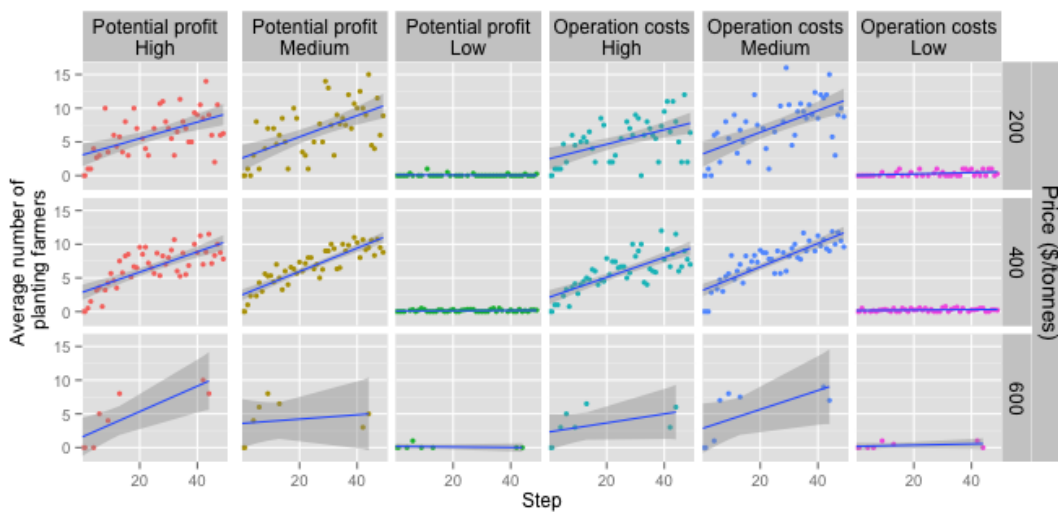 Potential profit High
Potential profit Medium
Potential profit Low
Operation costs High
Operation costs Medium
Operation costs Low
Average number of
planting farmers
15
10
5
0
200
15
10
5
0
400
15
10
5
0
600
Price ($/tonnes)
20 40 20 40 20 40 20 40 20 40 20 40
Step